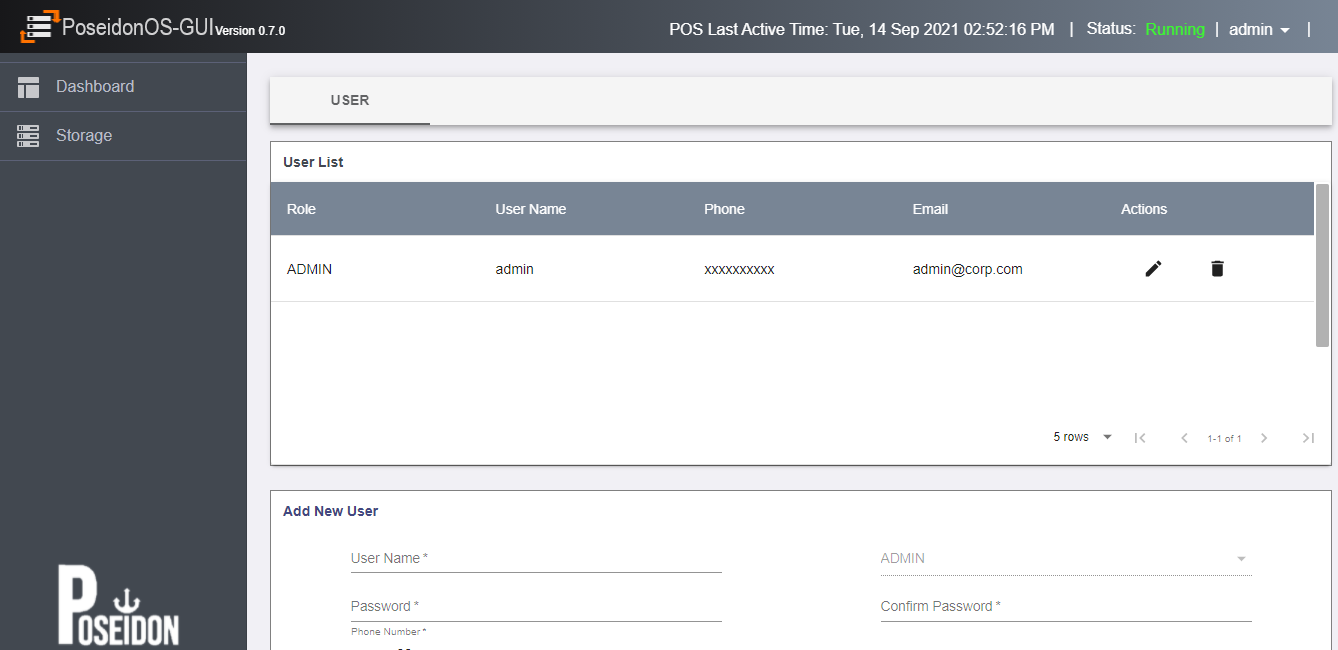 PoseidonOS-GUI Version 0.7.0
POS Last Active Time: Tue, 14 Sep 2021 02:52:16 PM | Status: Running | admin |
Dashboard
Storage
USER
User List
Role User Name Phone Email Actions
ADMIN admin xxxxxxxxxx admin@corp.com
5 rows 1-1 of 1
Add New User
User Name * ADMIN
Password * Confirm Password *
Phone Number *
POSEIDON